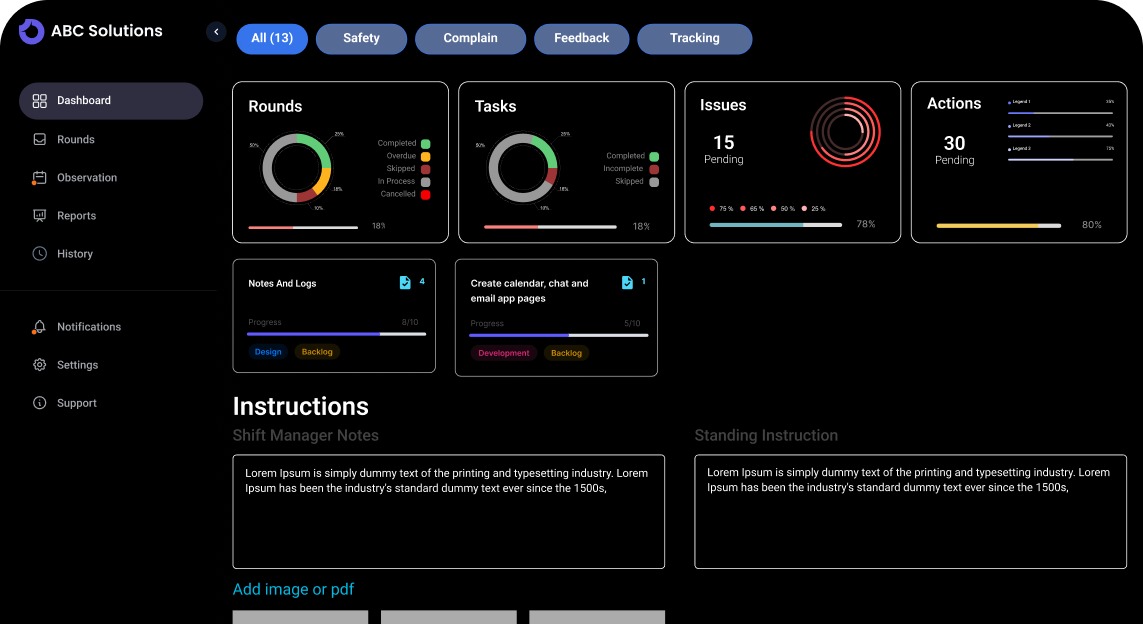 ABC Solutions
All (13)
Safety
Complain
Feedback
Tracking
Dashboard
Rounds
Observation
Reports
History
Notifications
Settings
Support
Rounds
25%
50%
18%
10%
Completed
Overdue
Skipped
In Process
Cancelled
18%
Tasks
25%
50%
18%
10%
Completed
Incomplete
Skipped
18%
Issues
15
Pending
75 %
65 %
50 %
25 %
78%
Actions
30
Pending
Legend 1
Legend 2
40%
Legend 3
75%
80%
Notes And Logs
4
Progress
8/10
Design
Backlog
Create calendar, chat and
email app pages
1
Progress
5/10
Development
Backlog
Instructions
Shift Manager Notes
Lorem Ipsum is simply dummy text of the printing and typesetting industry. Lorem
Ipsum has been the industry's standard dummy text ever since the 1500s,
Add image or pdf
Standing Instruction
Lorem Ipsum is simply dummy text of the printing and typesetting industry. Lorem
Ipsum has been the industry's standard dummy text ever since the 1500s,